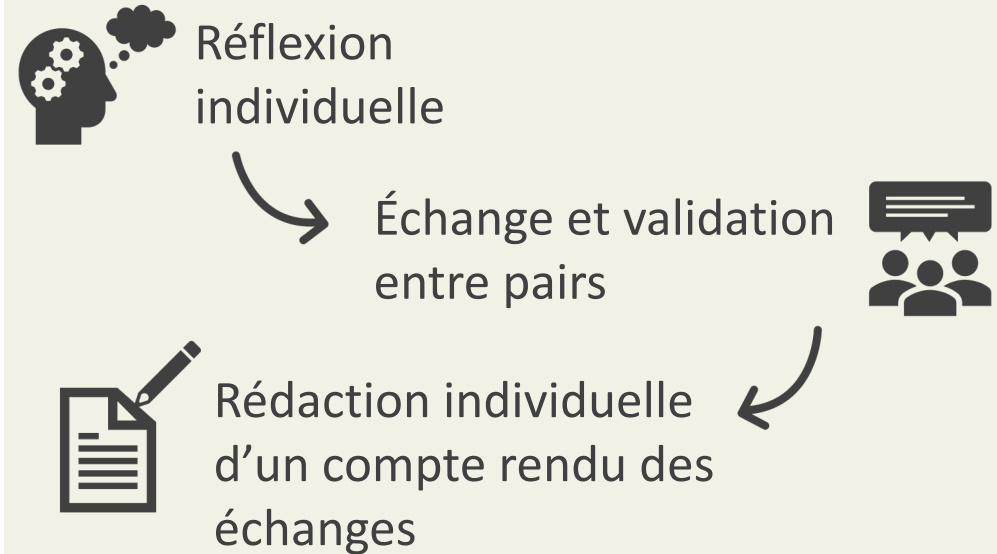 Réflexion
individuelle
Échange et validation
entre pairs
Rédaction individuelle
d’un compte rendu des
échanges